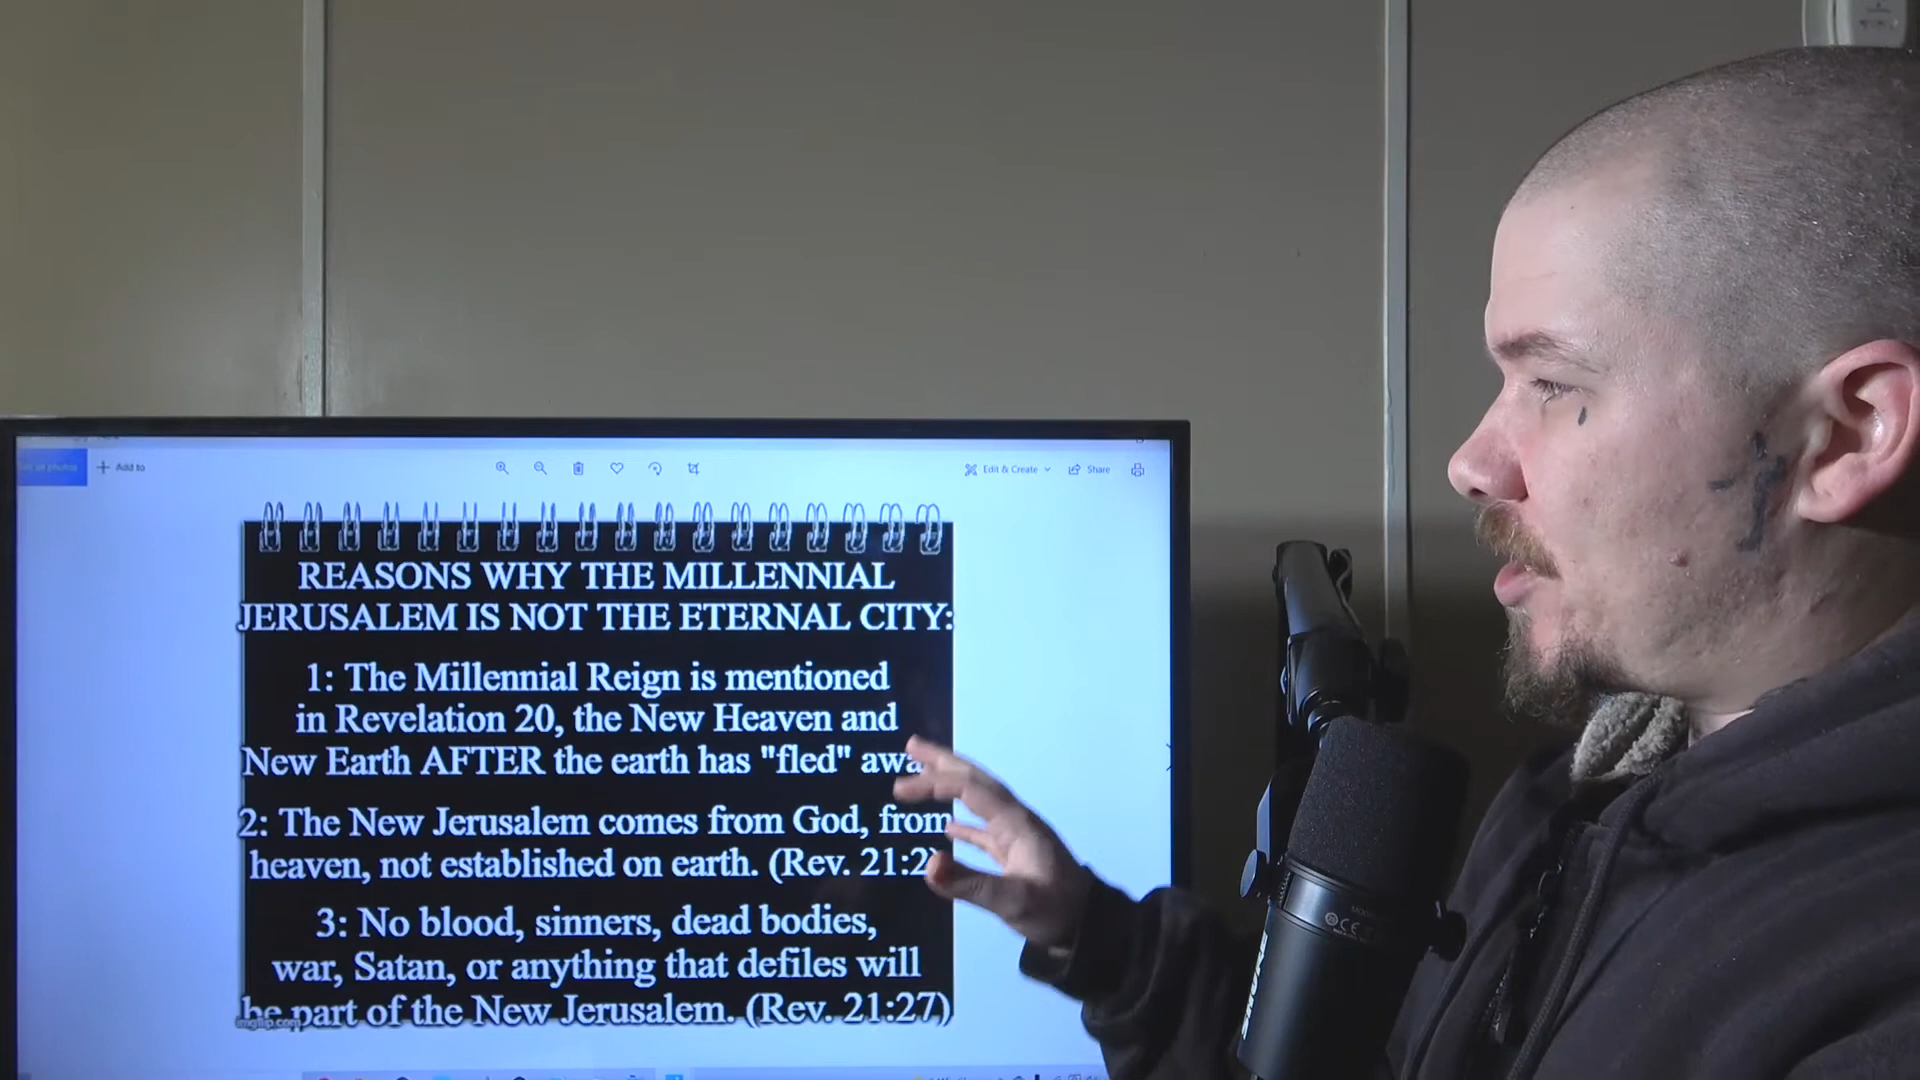 Add to
Edit & Create
Share
REASONS WHY THE MILLENNIAL
JERUSALEM IS NOT THE ETERNAL CITY:
1: The Millennial Reign is mentioned
in Revelation 20, the New Heaven and
New Earth AFTER the earth has "fled"
2: The New Jerusalem comes from God, from
heaven, not established on earth. (Rev. 21:2)
3: No blood, sinners, dead bodies,
war, Satan, or anything that defiles will
be part of the New Jerusalem. (Rev. 21:27)
imgflip.com